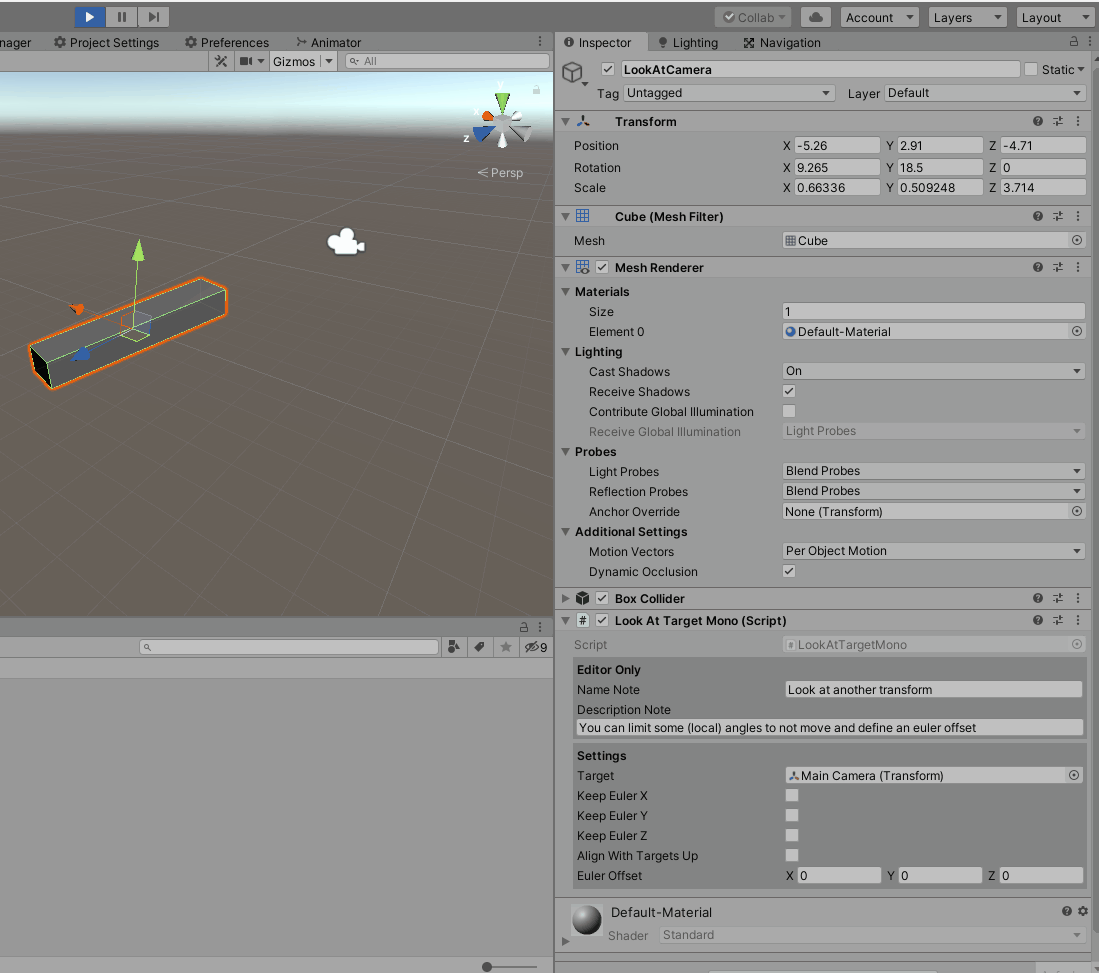 Collab
Account
Layers
Layout
nager
Project Settings
Preferences
Animator
Gizmos
All
z
Persp
9
Inspector
Lighting
Navigation
LookAtCamera
Static
Tag Untagged
Layer Default
Transform
Position X -5.26 Y 2.91 Z -4.71
Rotation X 9.265 Y 18.5 Z 0
Scale X 0.66336 Y 0.509248 Z 3.714
Cube (Mesh Filter)
Mesh Cube
Mesh Renderer
Materials
Size 1
Element 0 Default-Material
Lighting
Cast Shadows On
Receive Shadows
Contribute Global Illumination
Receive Global Illumination Light Probes
Probes
Light Probes Blend Probes
Reflection Probes Blend Probes
Anchor Override None (Transform)
Additional Settings
Motion Vectors Per Object Motion
Dynamic Occlusion
Box Collider
# Look At Target Mono (Script)
Script # LookAtTargetMono
Editor Only
Name Note Look at another transform
Description Note
You can limit some (local) angles to not move and define an euler offset
Settings
Target Main Camera (Transform)
Keep Euler X
Keep Euler Y
Keep Euler Z
Align With Targets Up
Euler Offset X 0 Y 0 Z 0
Default-Material
Shader Standard